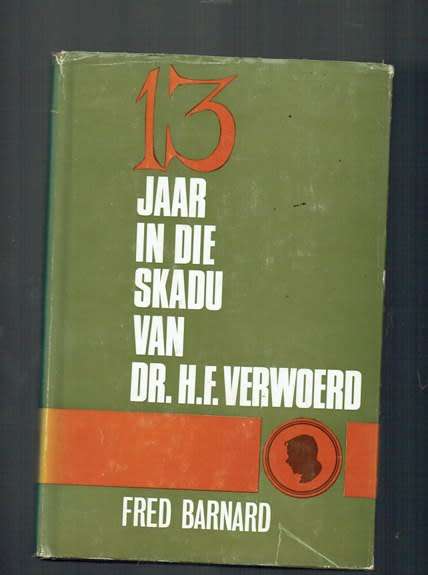 13
JAAR
IN DIE
SKADU
VAN
DR. H.F. VERWOERD
FRED BARNARD